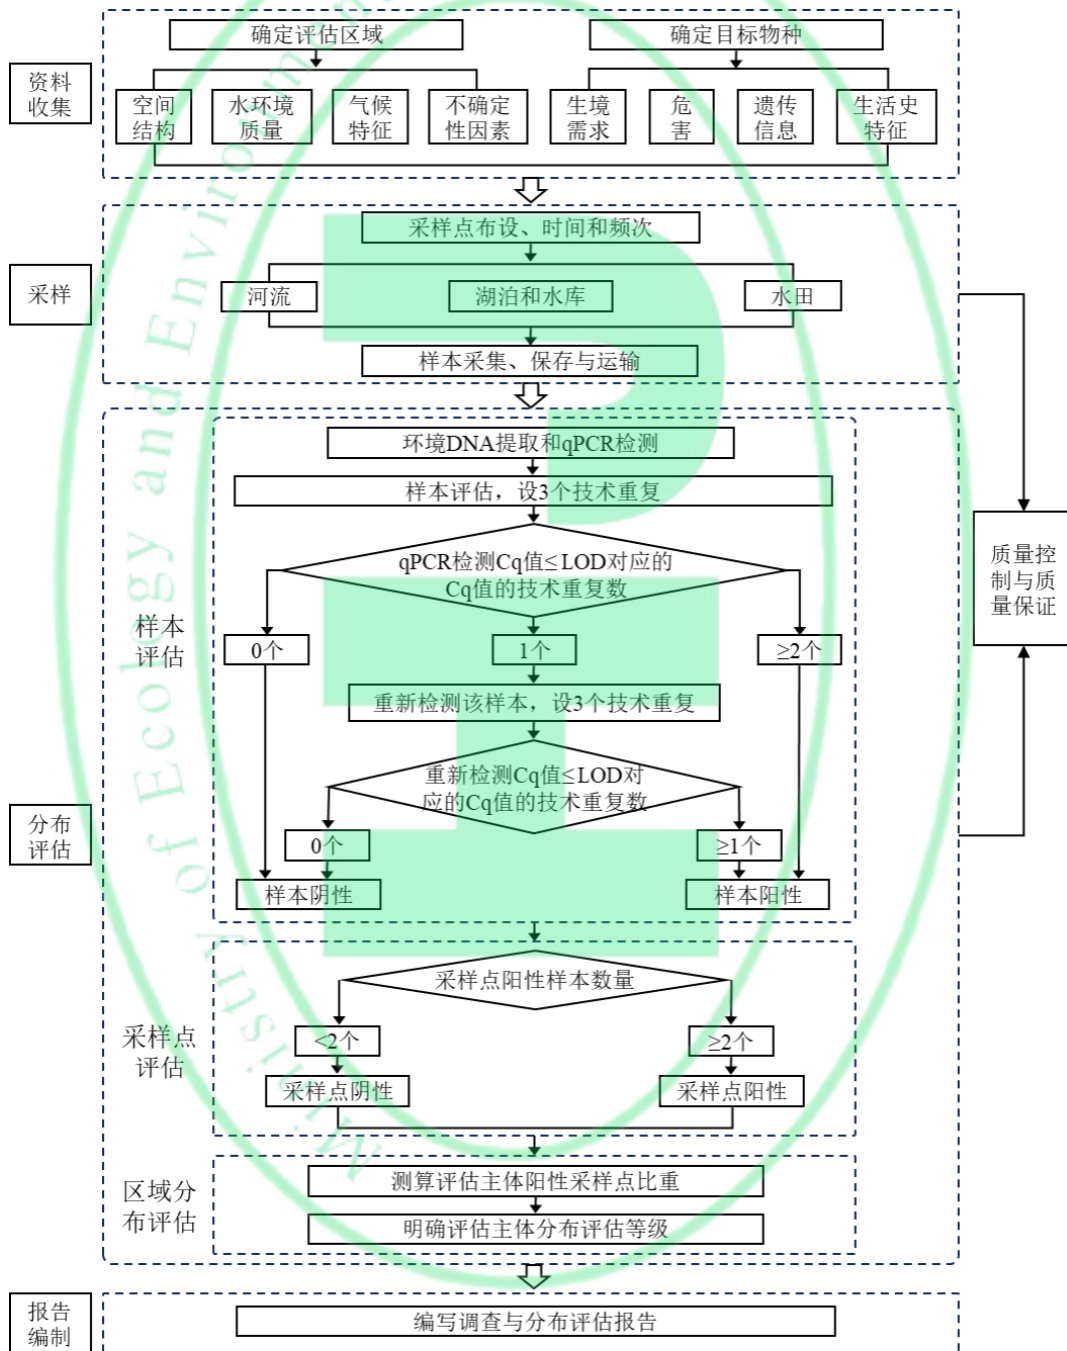 确定评估区域
确定目标物种
资料
收集
空间
结构
水环境
质量
气候
特征
不确定
性因素
生境
需求
危
害
遗传
信息
生活史
特征
采样点布设、时间和频次
采样
河流
湖泊和水库
水田
样本采集、保存与运输
环境DNA提取和qPCR检测
样本评估，设3个技术重复
qPCR检测Cq值≤LOD对应的
Cq值的技术重复数
质量控
制与质
量保证
样本
评估
0个
1个
≥2个
重新检测该样本，设3个技术重复
重新检测Cq值≤LOD对
应的Cq值的技术重复数
分布
评估
0个
≥1个
样本阴性
样本阳性
采样点阳性样本数量
采样点
评估
<2个
≥2个
采样点阴性
采样点阳性
区域分
布评估
测算评估主体阳性采样点比重
明确评估主体分布评估等级
报告
编制
编写调查与分布评估报告
Ministry of Ecology and Environmen